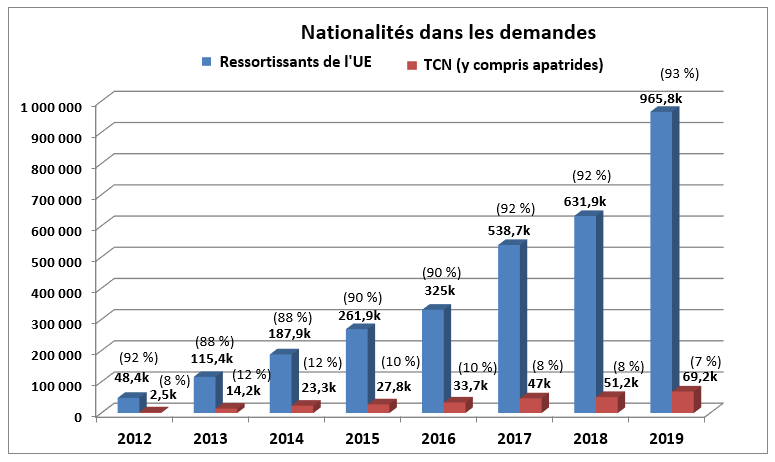 Nationalités dans les demandes
Ressortissants de l'UE
TCN (y compris apatrides)
1 000 000
900 000
800 000
700 000
600 000
500 000
400 000
300 000
200 000
100 000
0
(92 %)
48,4k
(8 %)
2,5k
(88 %)
115,4k
(12 %)
14,2k
(88 %)
187,9k
(12 %)
23,3k
(90 %)
261,9k
(10 %)
27,8k
(90 %)
325k
(10 %)
33,7k
(92 %)
538,7k
(8 %)
47k
(92 %)
631,9k
(8 %)
51,2k
(93 %)
965,8k
(7 %)
69,2k
2012 2013 2014 2015 2016 2017 2018 2019